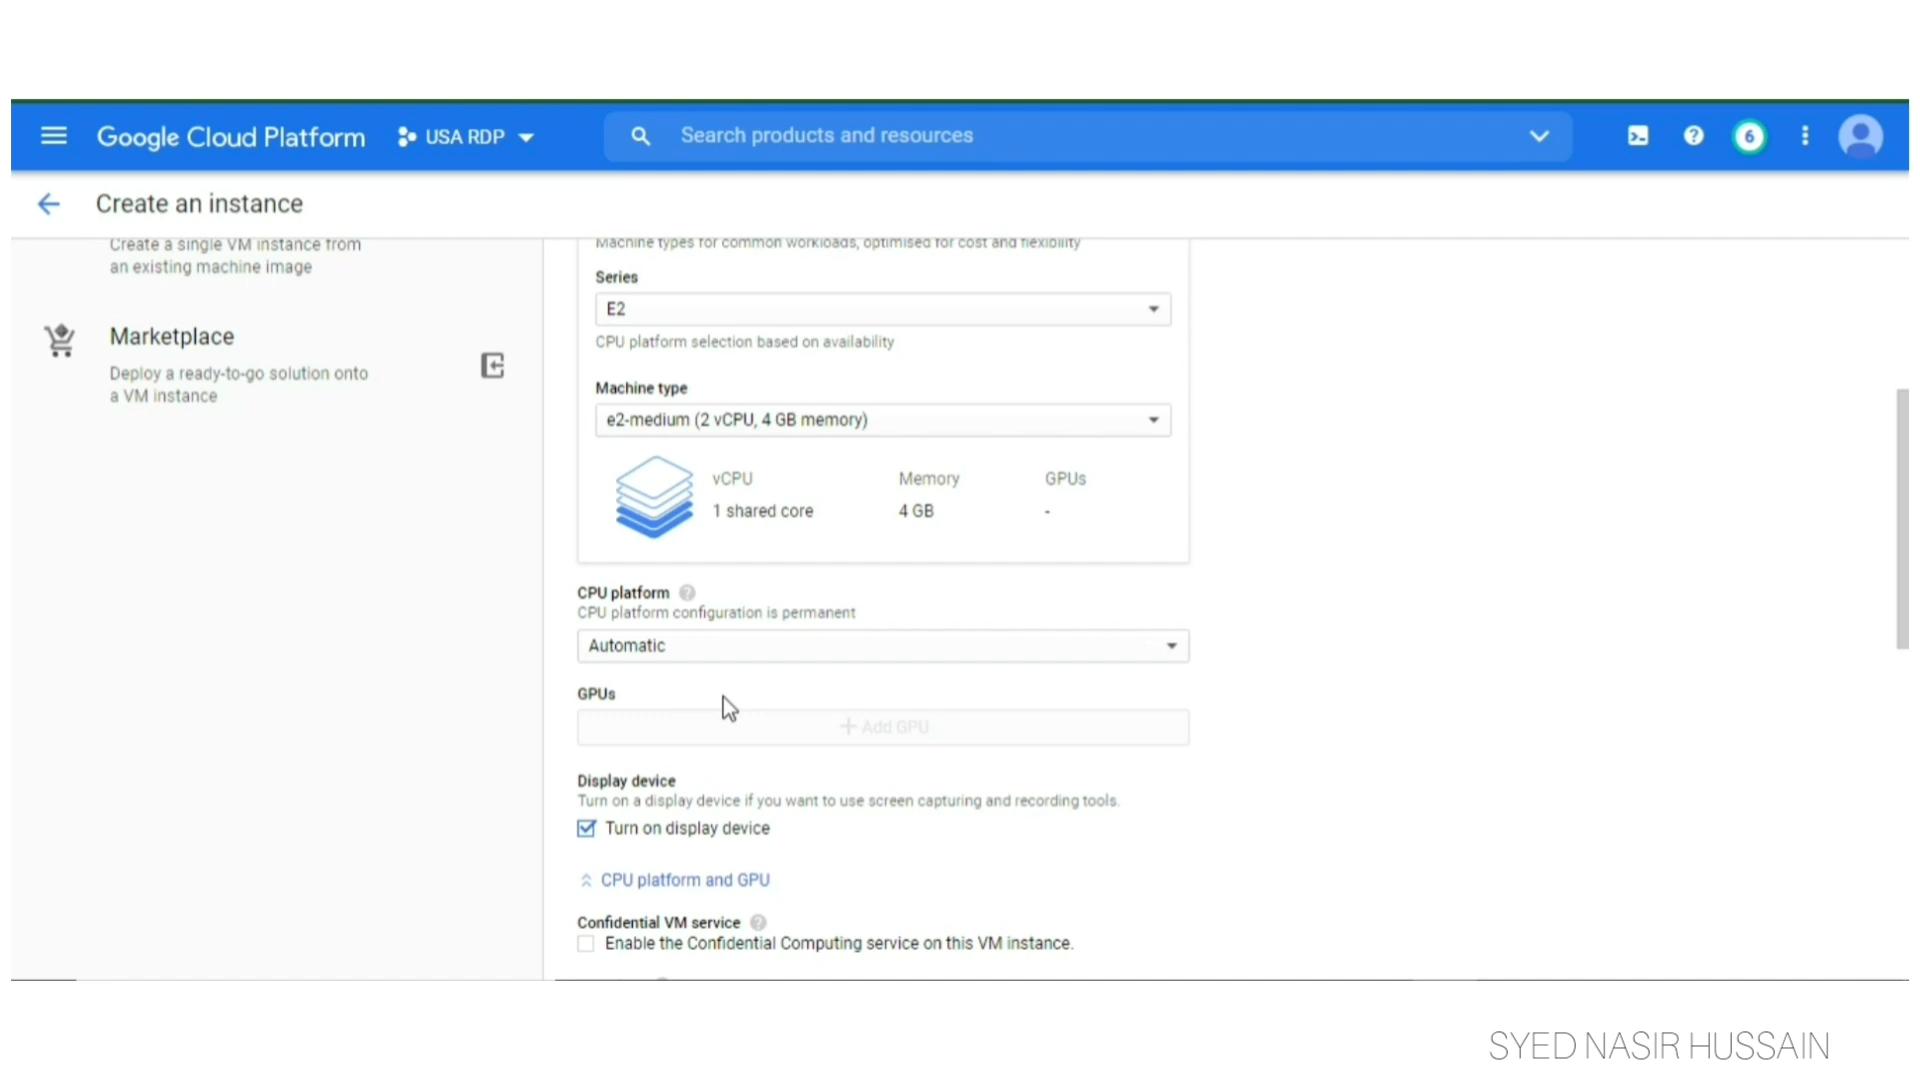 Google Cloud Platform
USA RDP
Search products and resources
6
Create an instance
Create a single VM instance from
an existing machine image
Marketplace
Deploy a ready-to-go solution onto
a VM instance
Machine types for common workloads, optimised for cost and flexibility
Series
E2
CPU platform selection based on availability
Machine type
e2-medium (2 vCPU, 4 GB memory)
vCPU Memory GPUs
1 shared core 4 GB -
CPU platform
CPU platform configuration is permanent
Automatic
GPUs
+ Add GPU
Display device
Turn on a display device if you want to use screen capturing and recording tools.
Turn on display device
CPU platform and GPU
Confidential VM service
Enable the Confidential Computing service on this VM instance.
SYED NASIR HUSSAIN